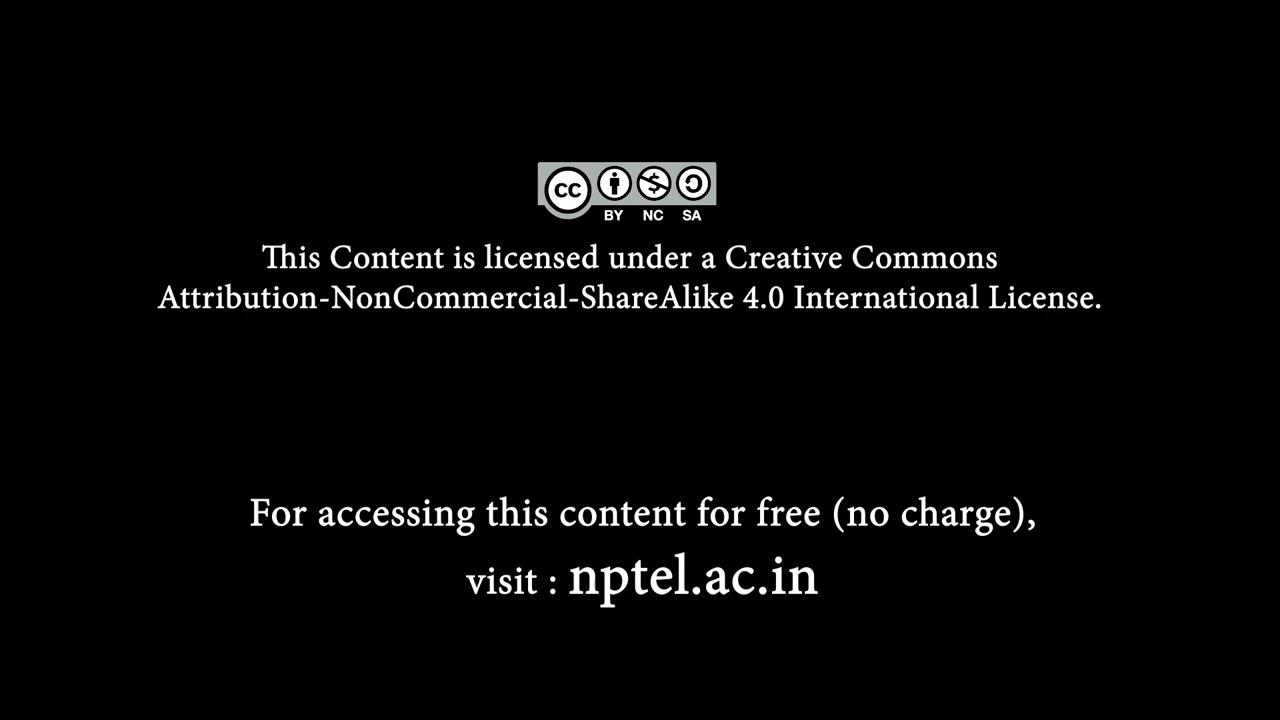 cc
BY NC SA
This Content is licensed under a Creative Commons
Attribution-NonCommercial-ShareAlike 4.0 International License.
For accessing this content for free (no charge),
visit : nptel.ac.in